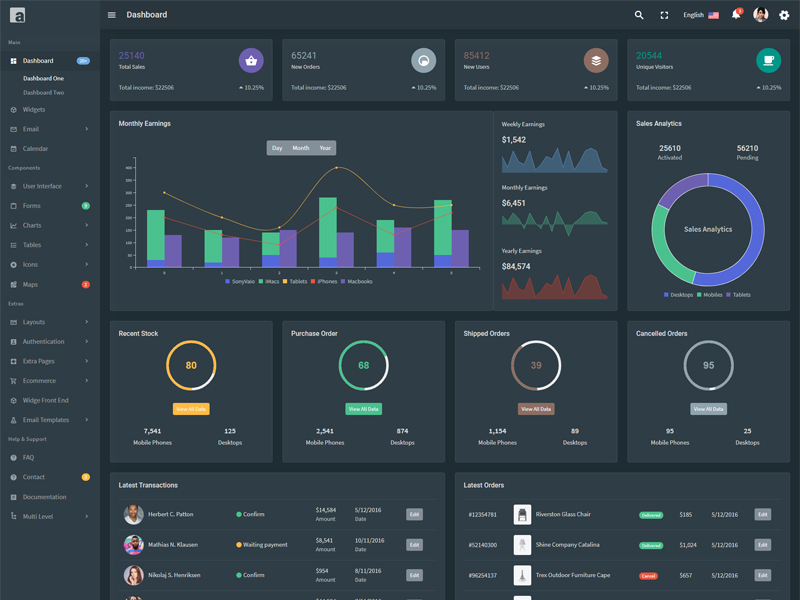 a
Dashboard
English
Main
Dashboard
Dashboard One
Dashboard Two
Widgets
Email
Calendar
Components
User Interface
Forms
Charts
Tables
Icons
Maps
Extras
Layouts
Authentication
Extra Pages
Ecommerce
Widge Front End
Email Templates
Help & Support
FAQ
Contact
Documentation
Multi Level
25140
Total Sales
Total income: $22506
10.25%
65241
New Orders
Total income: $22506
10.25%
85412
New Users
Total income: $22506
10.25%
20544
Unique Visitors
Total income: $22506
10.25%
Monthly Earnings
Day Month Year
400
350
300
250
200
150
100
50
0
0 1 2 3 4 5
SonyVaio iMacs Tablets iPhones Macbooks
Weekly Earnings
$1,542
Monthly Earnings
$6,451
Yearly Earnings
$84,574
Sales Analytics
25610 56210
Activated Pending
Sales Analytics
Desktops Mobiles Tablets
Recent Stock
80
View All Data
7,541 125
Mobile Phones Desktops
Purchase Order
68
View All Data
2,541 874
Mobile Phones Desktops
Shipped Orders
39
View All Data
1,154 89
Mobile Phones Desktops
Cancelled Orders
95
View All Data
95 25
Mobile Phones Desktops
Latest Transactions
Herbert C. Patton Confirm $14,584 5/12/2016 Edit
Amount Date
Mathias N. Klausen Waiting payment $8,541 10/11/2016 Edit
Amount Date
Nikolaj S. Henriksen Confirm $954 8/11/2016 Edit
Amount Date
Latest Orders
#12354781 Riverston Glass Chair Delivered $185 5/12/2016 Edit
#52140300 Shine Company Catalina Delivered $1,024 5/12/2016 Edit
#96254137 Trex Outdoor Furniture Cape Cancel $657 5/12/2016 Edit